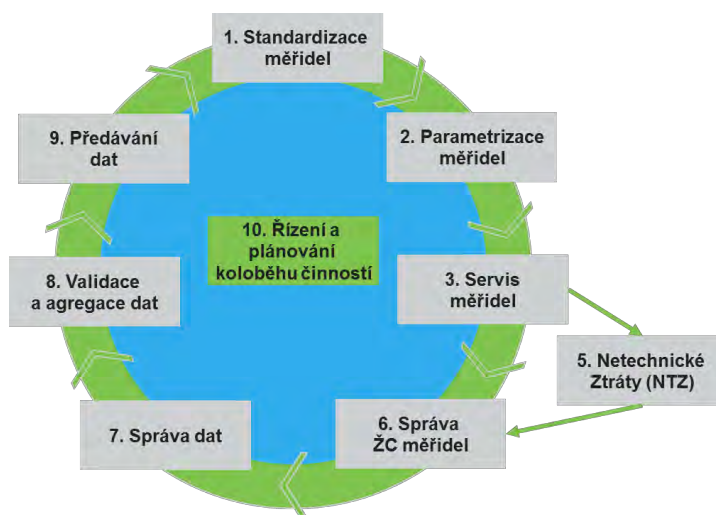 1. Standardizace
měřidel
2. Parametrizace
měřidel
3. Servis
měřidel
5. Netechnické
Ztráty (NTZ)
6. Správa
ŽC měřidel
7. Správa dat
8. Validace
a agregace dat
9. Předávání
dat
10. Řízení a
plánování
koloběhu činností